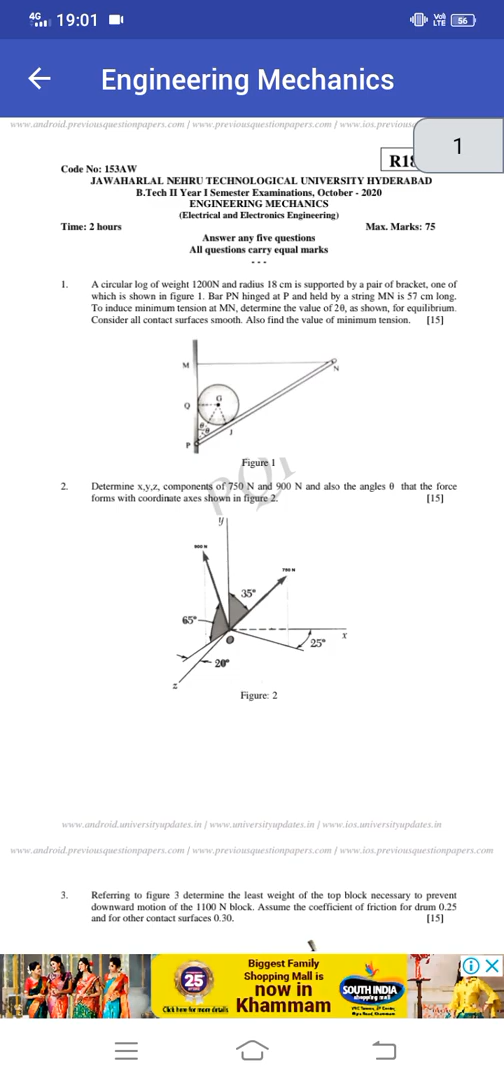 4G 19:01 Vo) LTE 56
Engineering Mechanics
www.android.previousquestionpapers.com | www.previousquestionpapers.com | www.ios.previousq
1
R18
Code No: 153AW
JAWAHARLAL NEHRU TECHNOLOGICAL UNIVERSITY HYDERABAD
B.Tech II Year I Semester Examinations, October - 2020
ENGINEERING MECHANICS
(Electrical and Electronics Engineering)
Time: 2 hours Max. Marks: 75
Answer any five questions
All questions carry equal marks
- - -
1. A circular log of weight 1200N and radius 18 cm is supported by a pair of bracket, one of
which is shown in figure 1. Bar PN hinged at P and held by a string MN is 57 cm long.
To induce minimum tension at MN, determine the value of 2θ, as shown, for equilibrium.
Consider all contact surfaces smooth. Also find the value of minimum tension. [15]
M
N
Q G
θ
θ
J
P
Figure 1
2. Determine x,y,z, components of 750 N and 900 N and also the angles θ that the force
forms with coordinate axes shown in figure 2. [15]
y
900 N
750 N
35°
65°
x
O
25°
20°
z
Figure: 2
www.android.universityupdates.in | www.universityupdates.in | www.ios.universityupdates.in
www.android.previousquestionpapers.com | www.previousquestionpapers.com | www.ios.previousquestionpapers.com
3. Referring to figure 3 determine the least weight of the top block necessary to prevent
downward motion of the 1100 N block. Assume the coefficient of friction for drum 0.25
and for other contact surfaces 0.30. [15]
25
Click here for more details
Biggest Family
Shopping Mall is
now in
Khammam
SOUTH INDIA
shopping mall